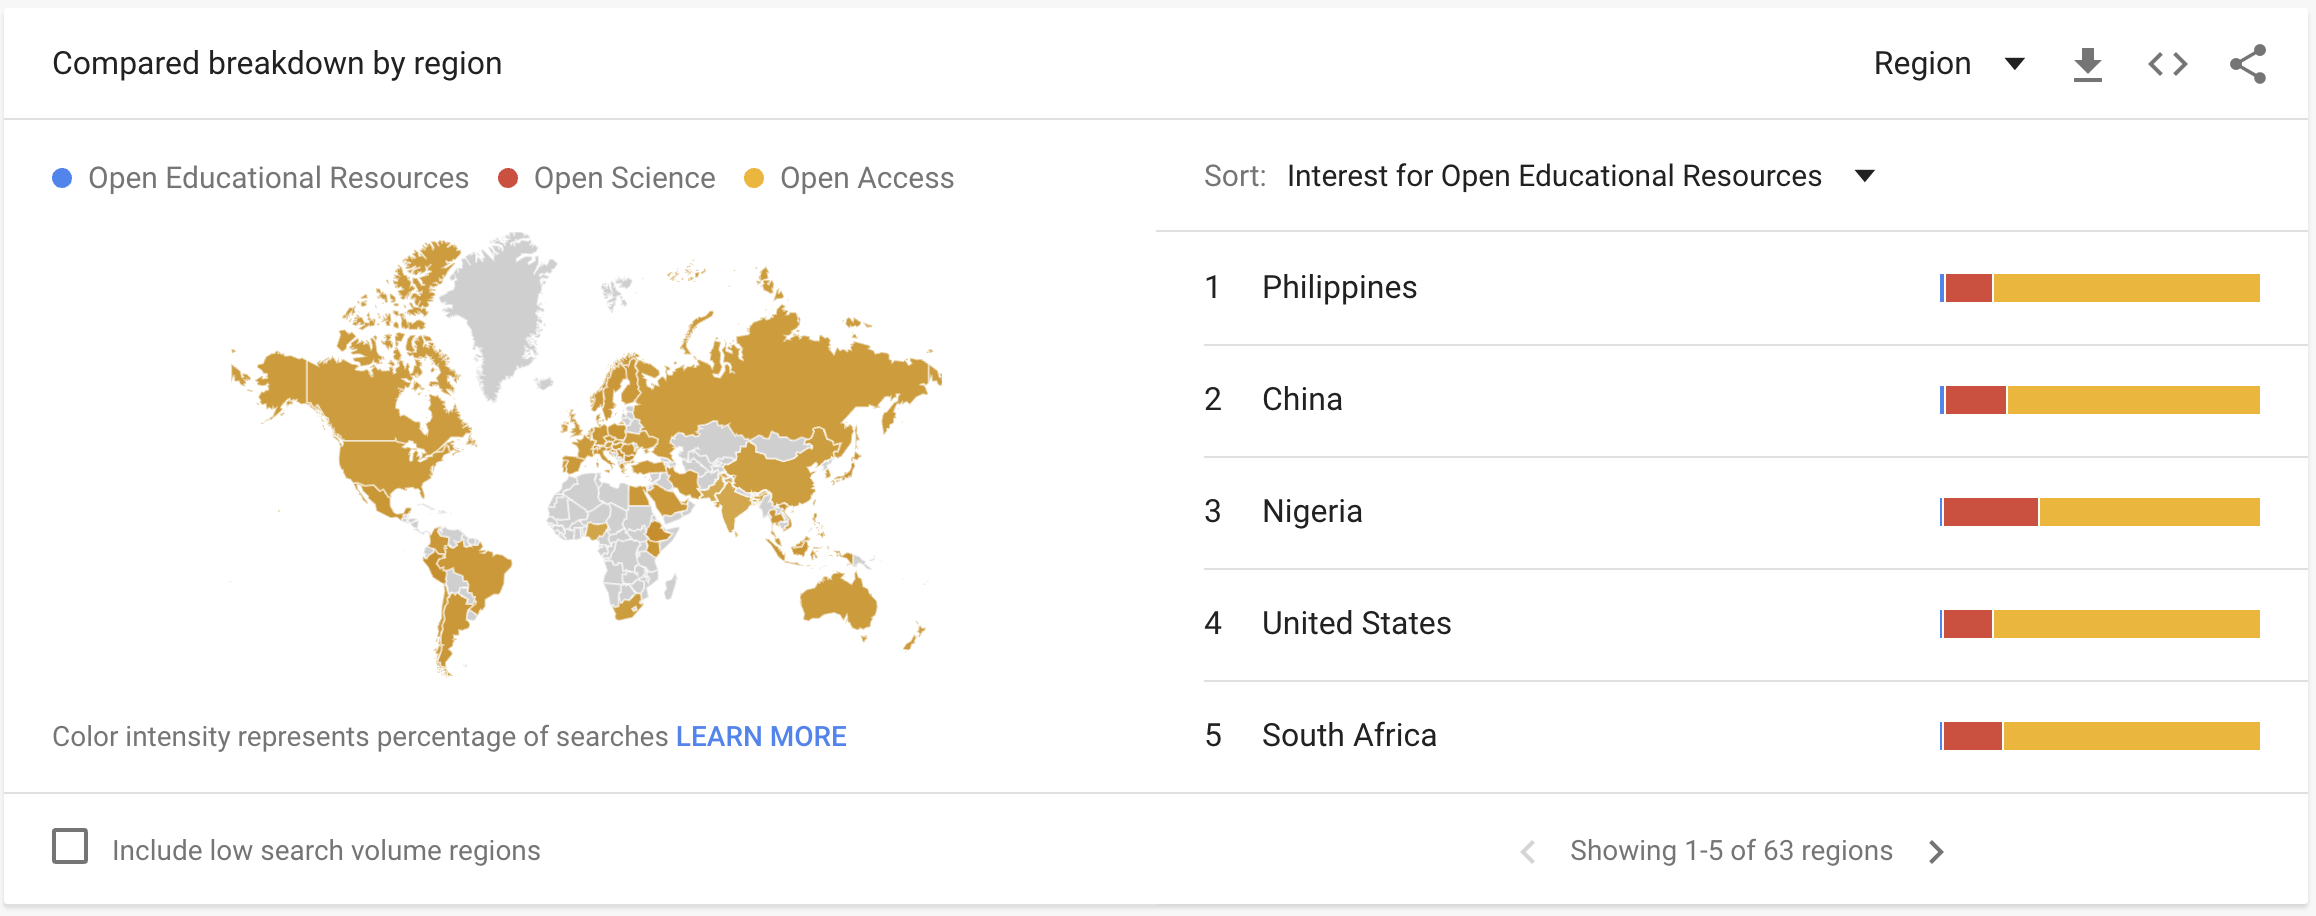 Compared breakdown by region
Region
Open Educational Resources
Open Science
Open Access
Sort: Interest for Open Educational Resources
1 Philippines
2 China
3 Nigeria
4 United States
5 South Africa
Color intensity represents percentage of searches LEARN MORE
Include low search volume regions
Showing 1-5 of 63 regions